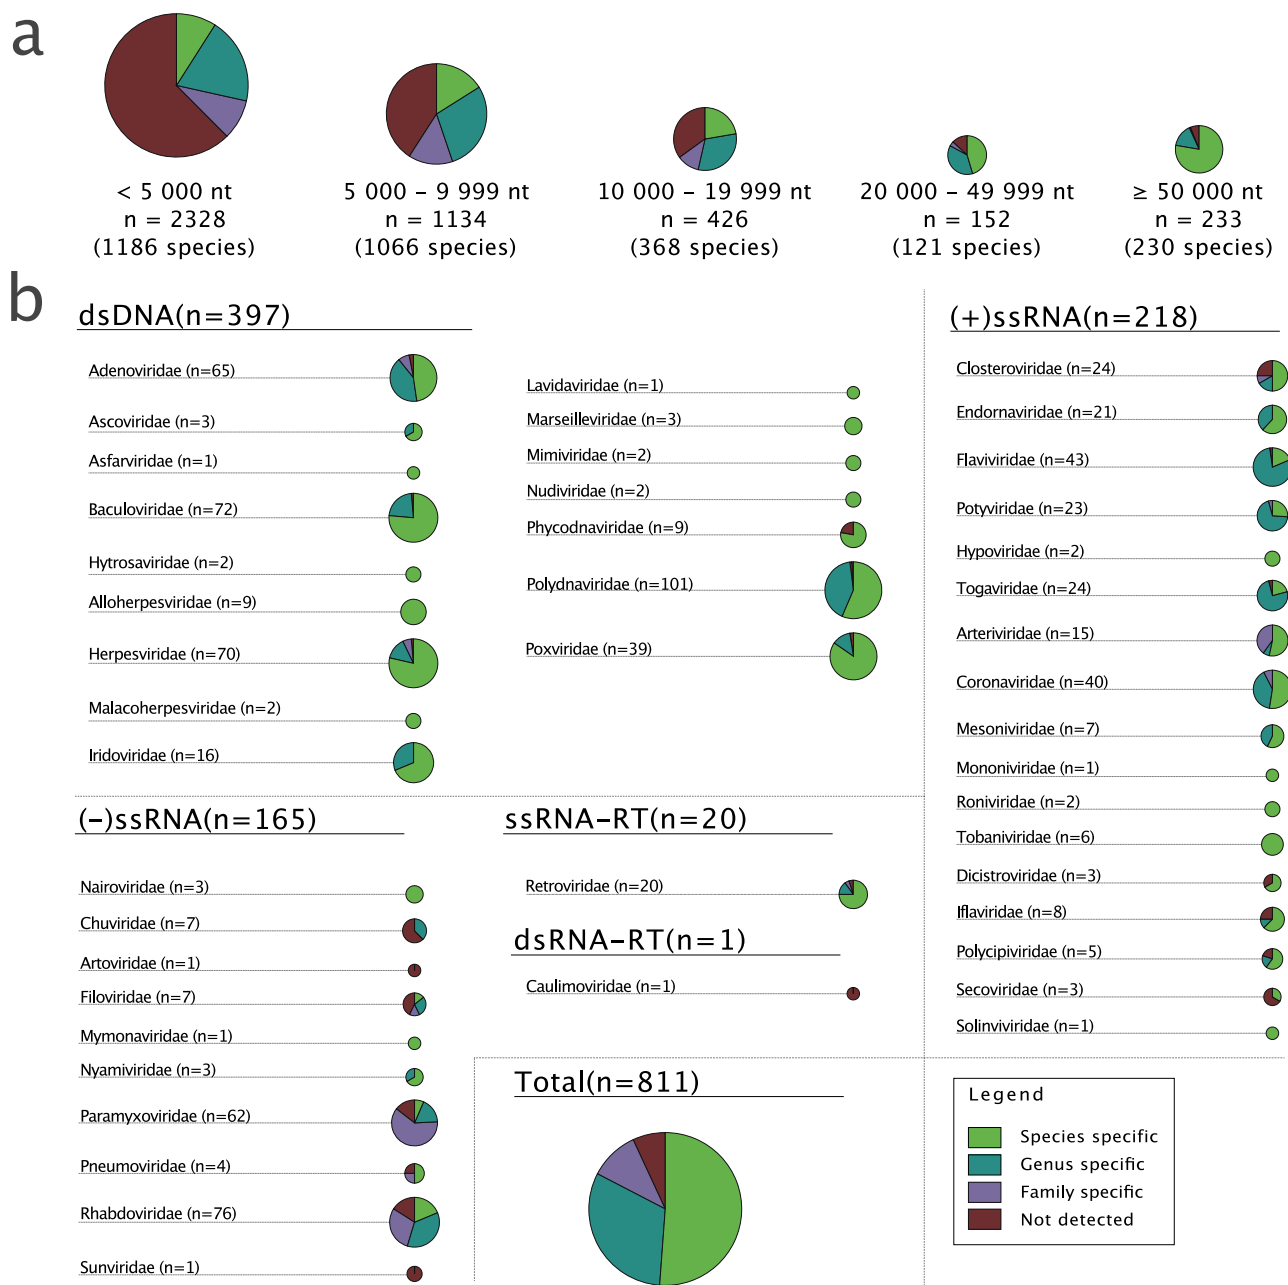 a
< 5 000 nt
n = 2328
(1186 species)
5 000 – 9 999 nt
n = 1134
(1066 species)
10 000 – 19 999 nt
n = 426
(368 species)
20 000 – 49 999 nt
n = 152
(121 species)
≥ 50 000 nt
n = 233
(230 species)
b
dsDNA(n=397)
Adenoviridae (n=65)
Ascoviridae (n=3)
Asfarviridae (n=1)
Baculoviridae (n=72)
Hytrosaviridae (n=2)
Alloherpesviridae (n=9)
Herpesviridae (n=70)
Malacoherpesviridae (n=2)
Iridoviridae (n=16)
Lavidaviridae (n=1)
Marseilleviridae (n=3)
Mimiviridae (n=2)
Nudiviridae (n=2)
Phycodnaviridae (n=9)
Polydnaviridae (n=101)
Poxviridae (n=39)
(+)ssRNA(n=218)
Closteroviridae (n=24)
Endornaviridae (n=21)
Flaviviridae (n=43)
Potyviridae (n=23)
Hypoviridae (n=2)
Togaviridae (n=24)
Arteriviridae (n=15)
Coronaviridae (n=40)
Mesoniviridae (n=7)
Mononiviridae (n=1)
Roniviridae (n=2)
Tobaniviridae (n=6)
Dicistroviridae (n=3)
Iflaviridae (n=8)
Polycipiviridae (n=5)
Secoviridae (n=3)
Solinviviridae (n=1)
(–)ssRNA(n=165)
Nairoviridae (n=3)
Chuviridae (n=7)
Artoviridae (n=1)
Filoviridae (n=7)
Mymonaviridae (n=1)
Nyamiviridae (n=3)
Paramyxoviridae (n=62)
Pneumoviridae (n=4)
Rhabdoviridae (n=76)
Sunviridae (n=1)
ssRNA–RT(n=20)
Retroviridae (n=20)
dsRNA–RT(n=1)
Caulimoviridae (n=1)
Total(n=811)
Legend
Species specific
Genus specific
Family specific
Not detected